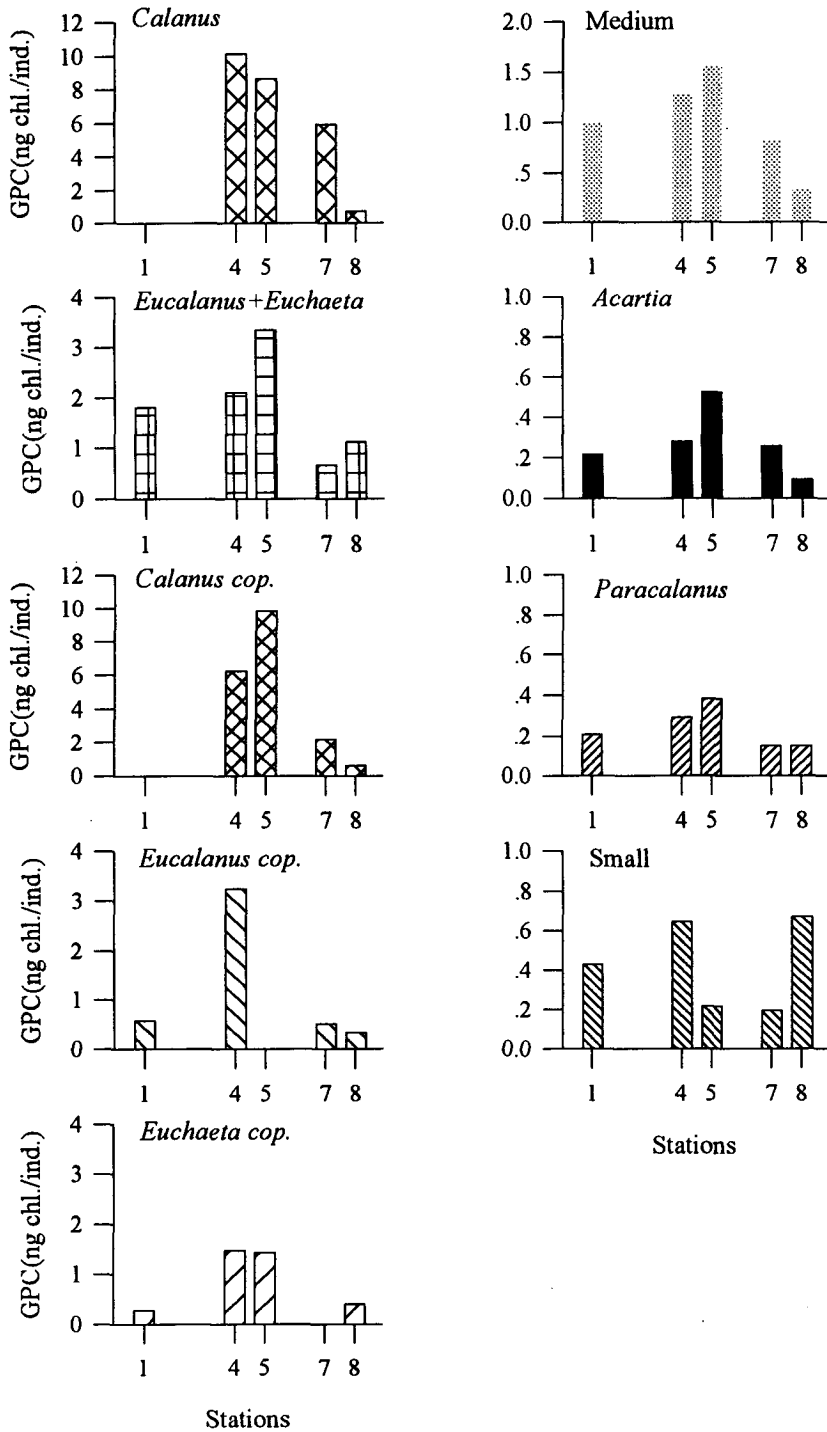 Calanus
GPC(ng chl./ind.)
12
10
8
6
4
2
0
1 4 5 7 8
Eucalanus+Euchaeta
GPC(ng chl./ind.)
4
3
2
1
0
1 4 5 7 8
Calanus cop.
GPC(ng chl./ind.)
12
10
8
6
4
2
0
1 4 5 7 8
Eucalanus cop.
GPC(ng chl./ind.)
4
3
2
1
0
1 4 5 7 8
Euchaeta cop.
GPC(ng chl./ind.)
4
3
2
1
0
1 4 5 7 8
Stations
Medium
2.0
1.5
1.0
.5
0.0
1 4 5 7 8
Acartia
1.0
.8
.6
.4
.2
0.0
1 4 5 7 8
Paracalanus
1.0
.8
.6
.4
.2
0.0
1 4 5 7 8
Small
1.0
.8
.6
.4
.2
0.0
1 4 5 7 8
Stations